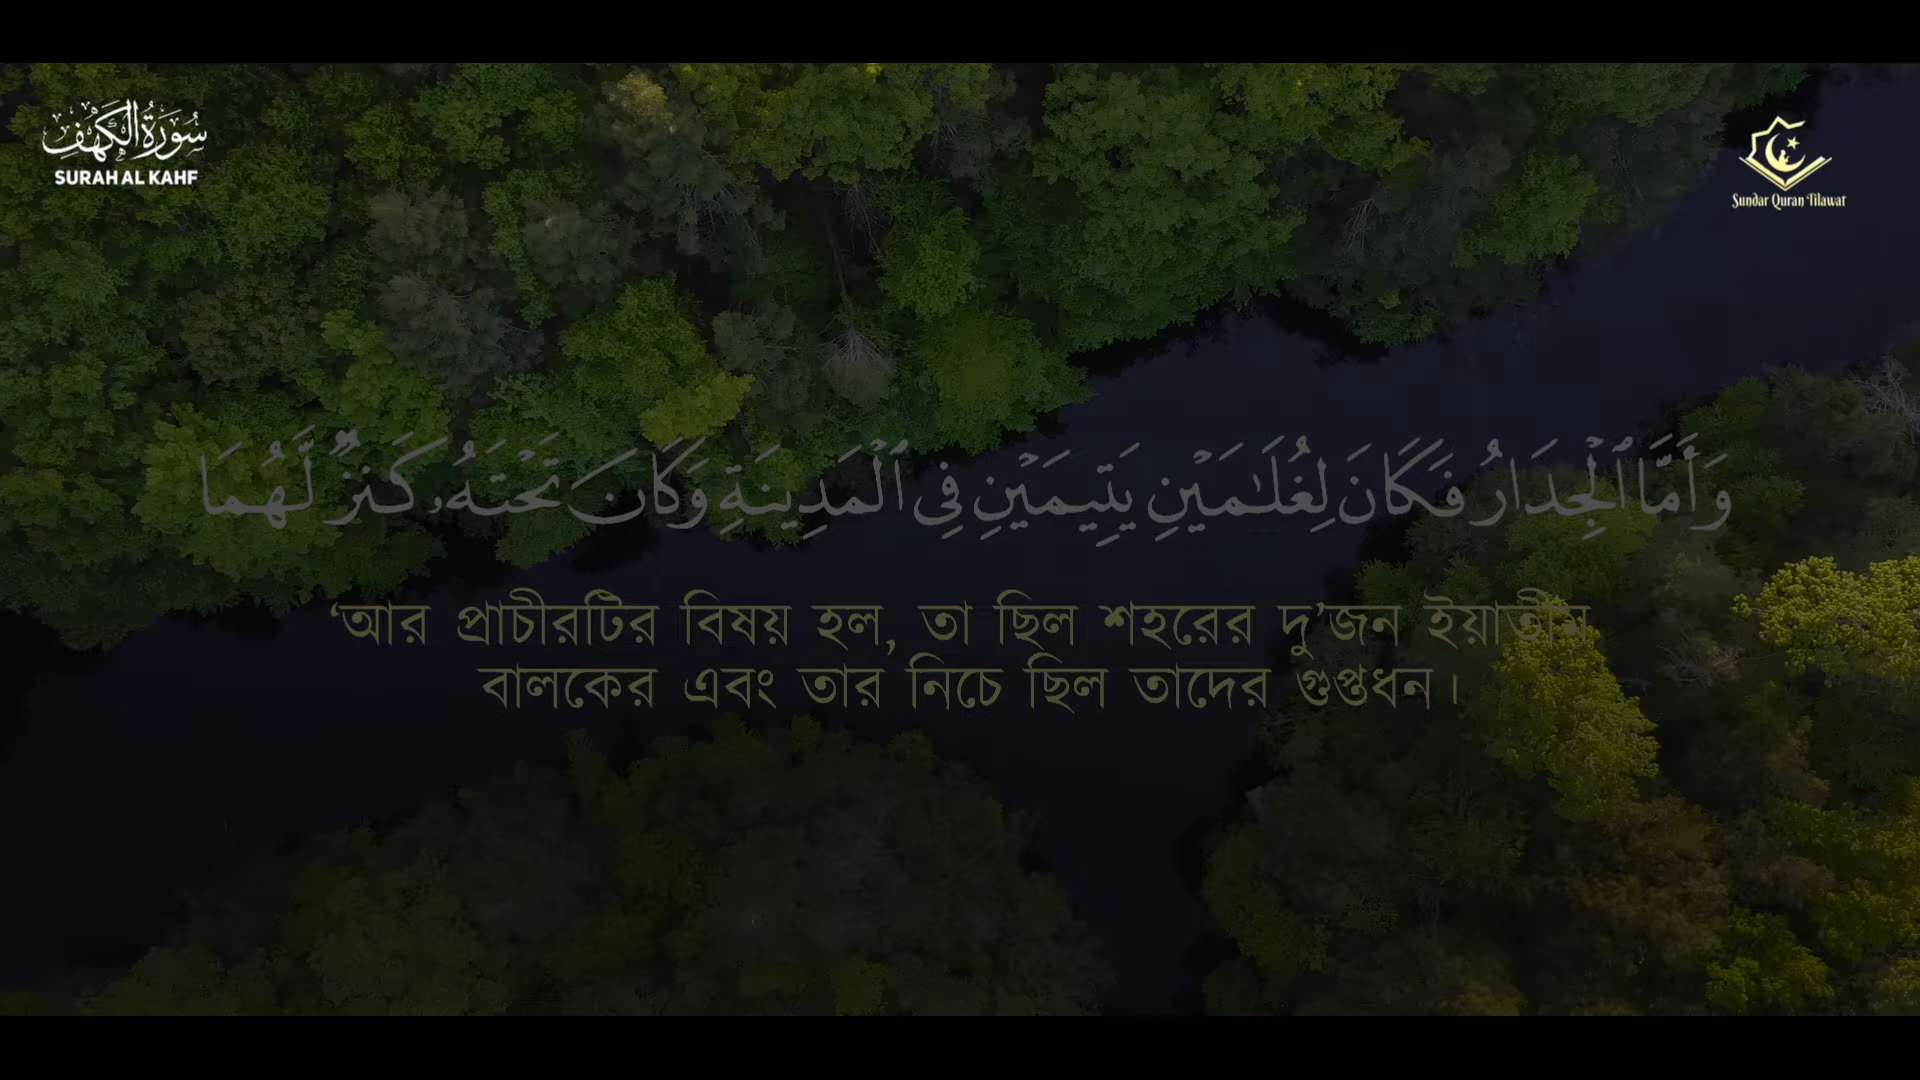 سُورَةُ الْكَهْفِ
SURAH AL KAHF
Sundar Quran Tilawat
وَأَمَّا ٱلْجِدَارُ فَكَانَ لِغُلَـٰمَيْنِ يَتِيمَيْنِ فِى ٱلْمَدِينَةِ وَكَانَ تَحْتَهُۥ كَنزٌ لَّهُمَا
‘আর প্রাচীরটির বিষয় হল, তা ছিল শহরের দু’জন ইয়াতীম
বালকের এবং তার নিচে ছিল তাদের গুপ্তধন।